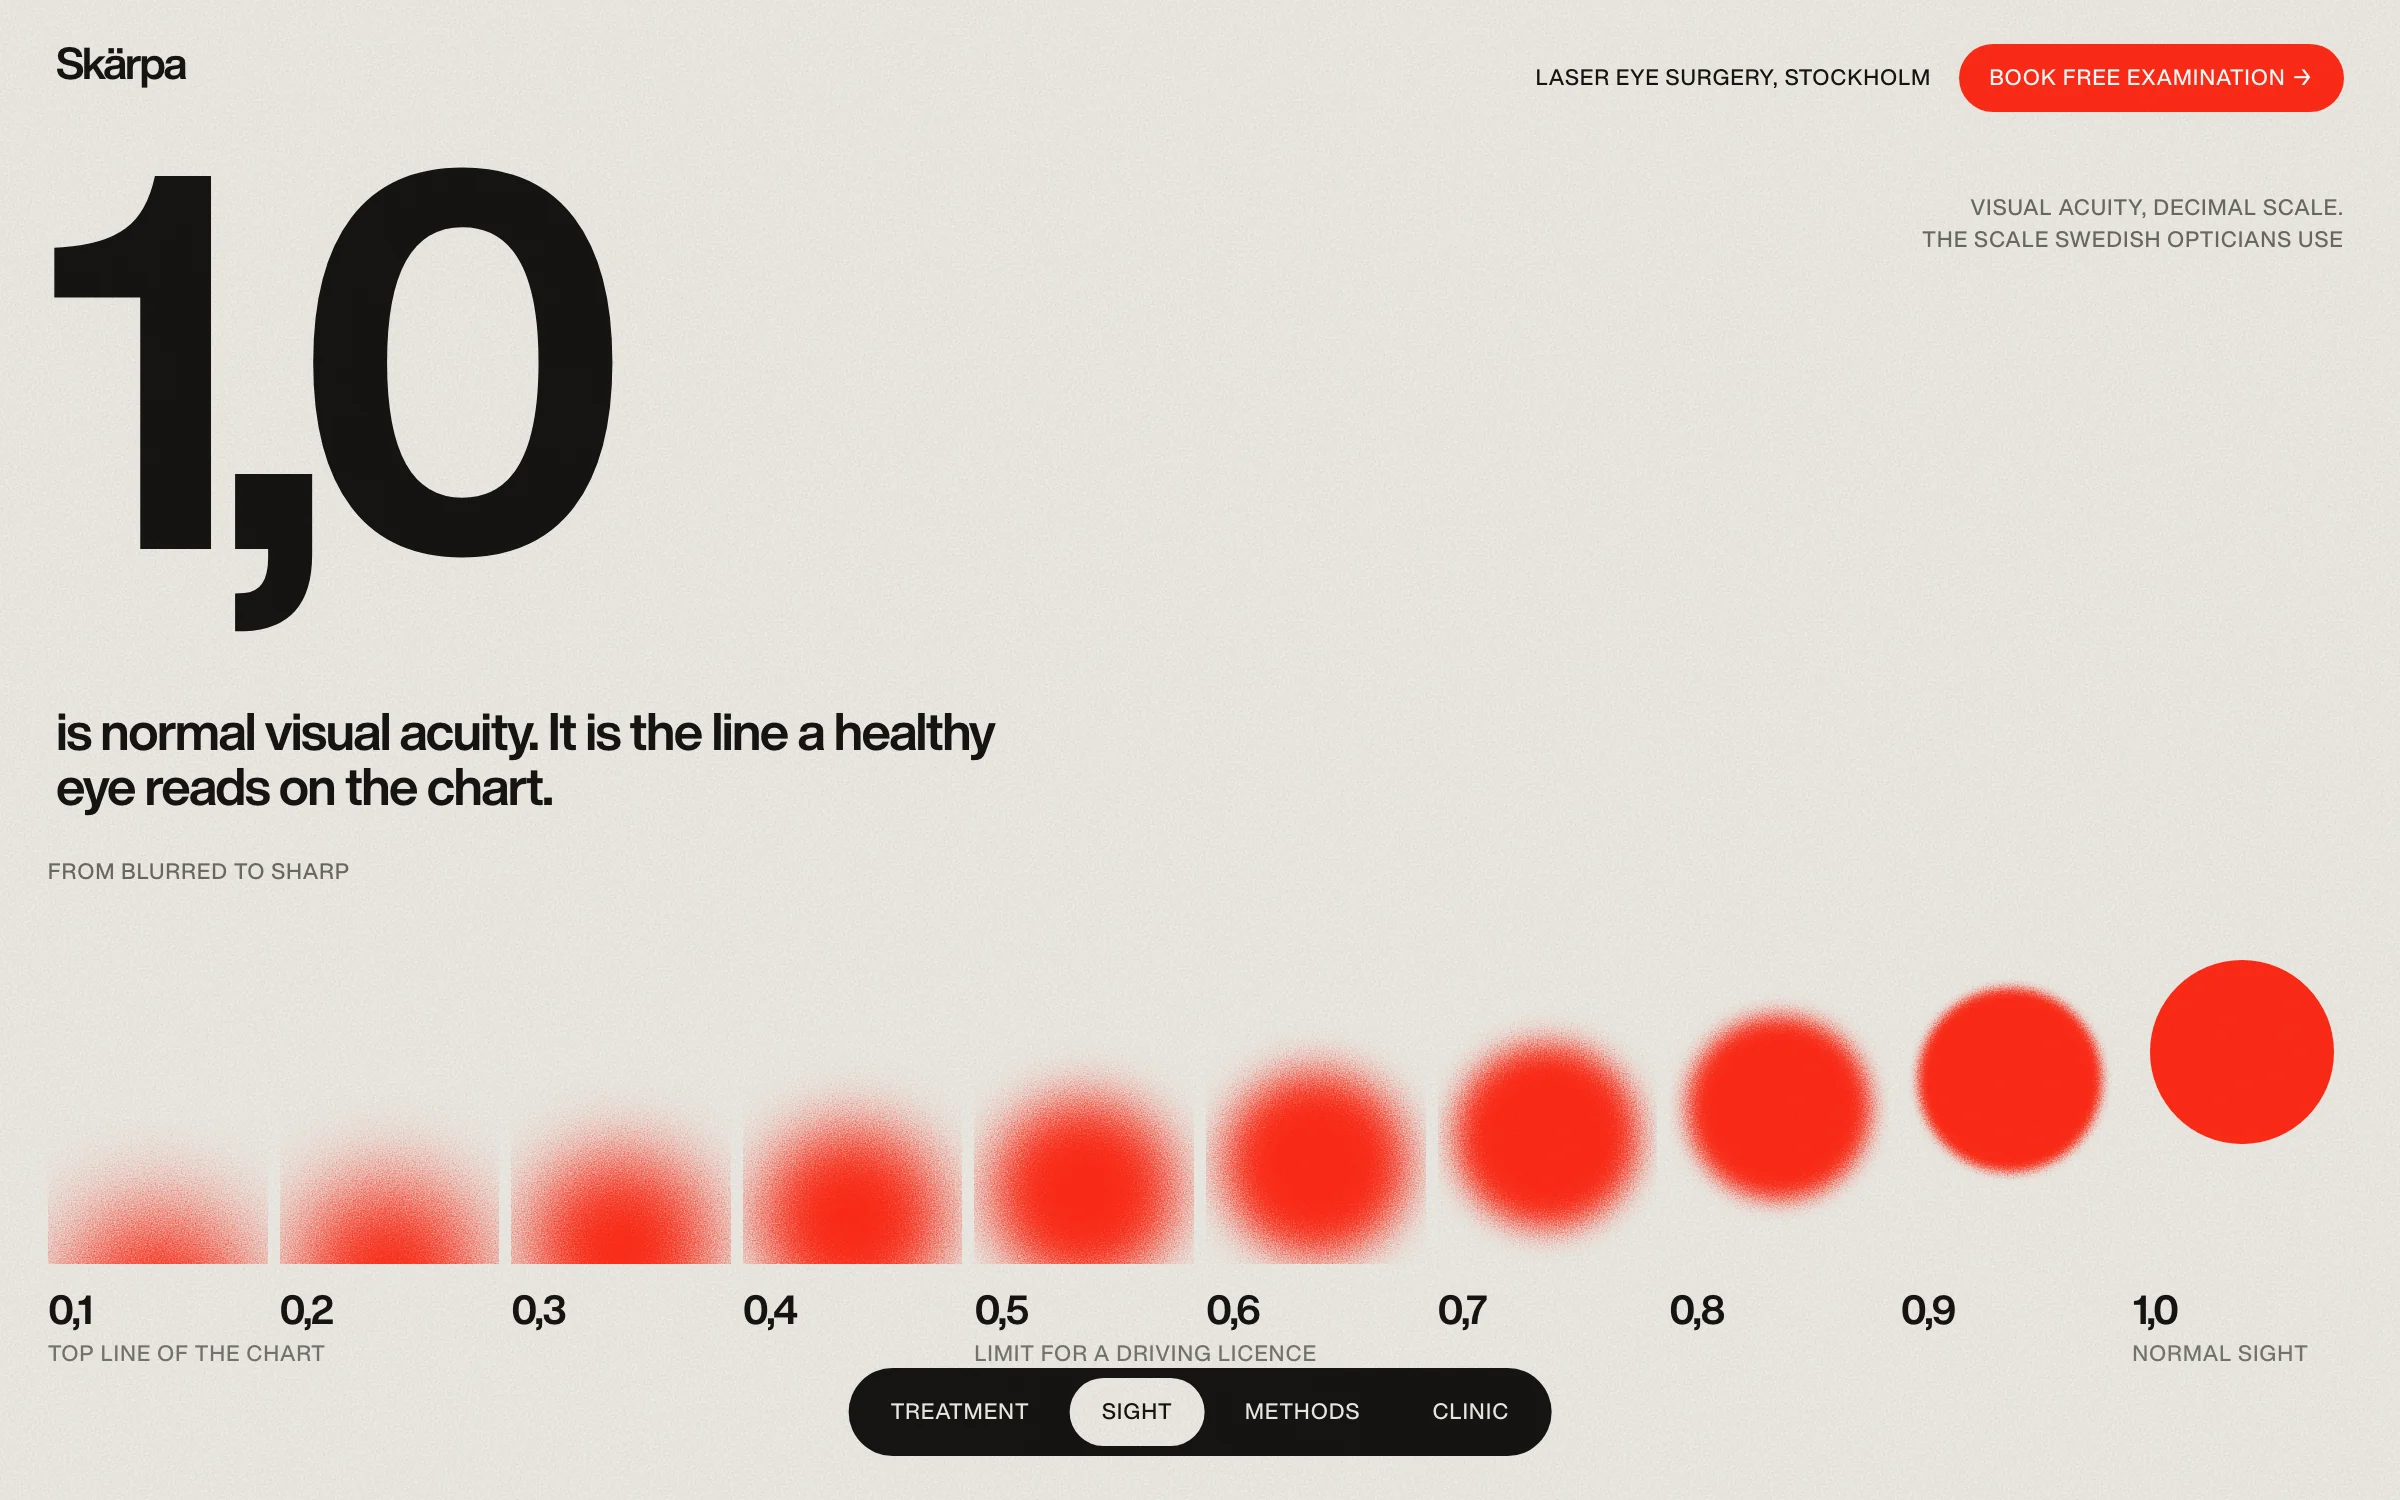 Skärpa
LASER EYE SURGERY, STOCKHOLM
BOOK FREE EXAMINATION →
1,0
VISUAL ACUITY, DECIMAL SCALE.
THE SCALE SWEDISH OPTICIANS USE
is normal visual acuity. It is the line a healthy
eye reads on the chart.
FROM BLURRED TO SHARP
0,1
TOP LINE OF THE CHART
0,2
0,3
0,4
0,5
LIMIT FOR A DRIVING LICENCE
0,6
0,7
0,8
0,9
1,0
NORMAL SIGHT
TREATMENT
SIGHT
METHODS
CLINIC